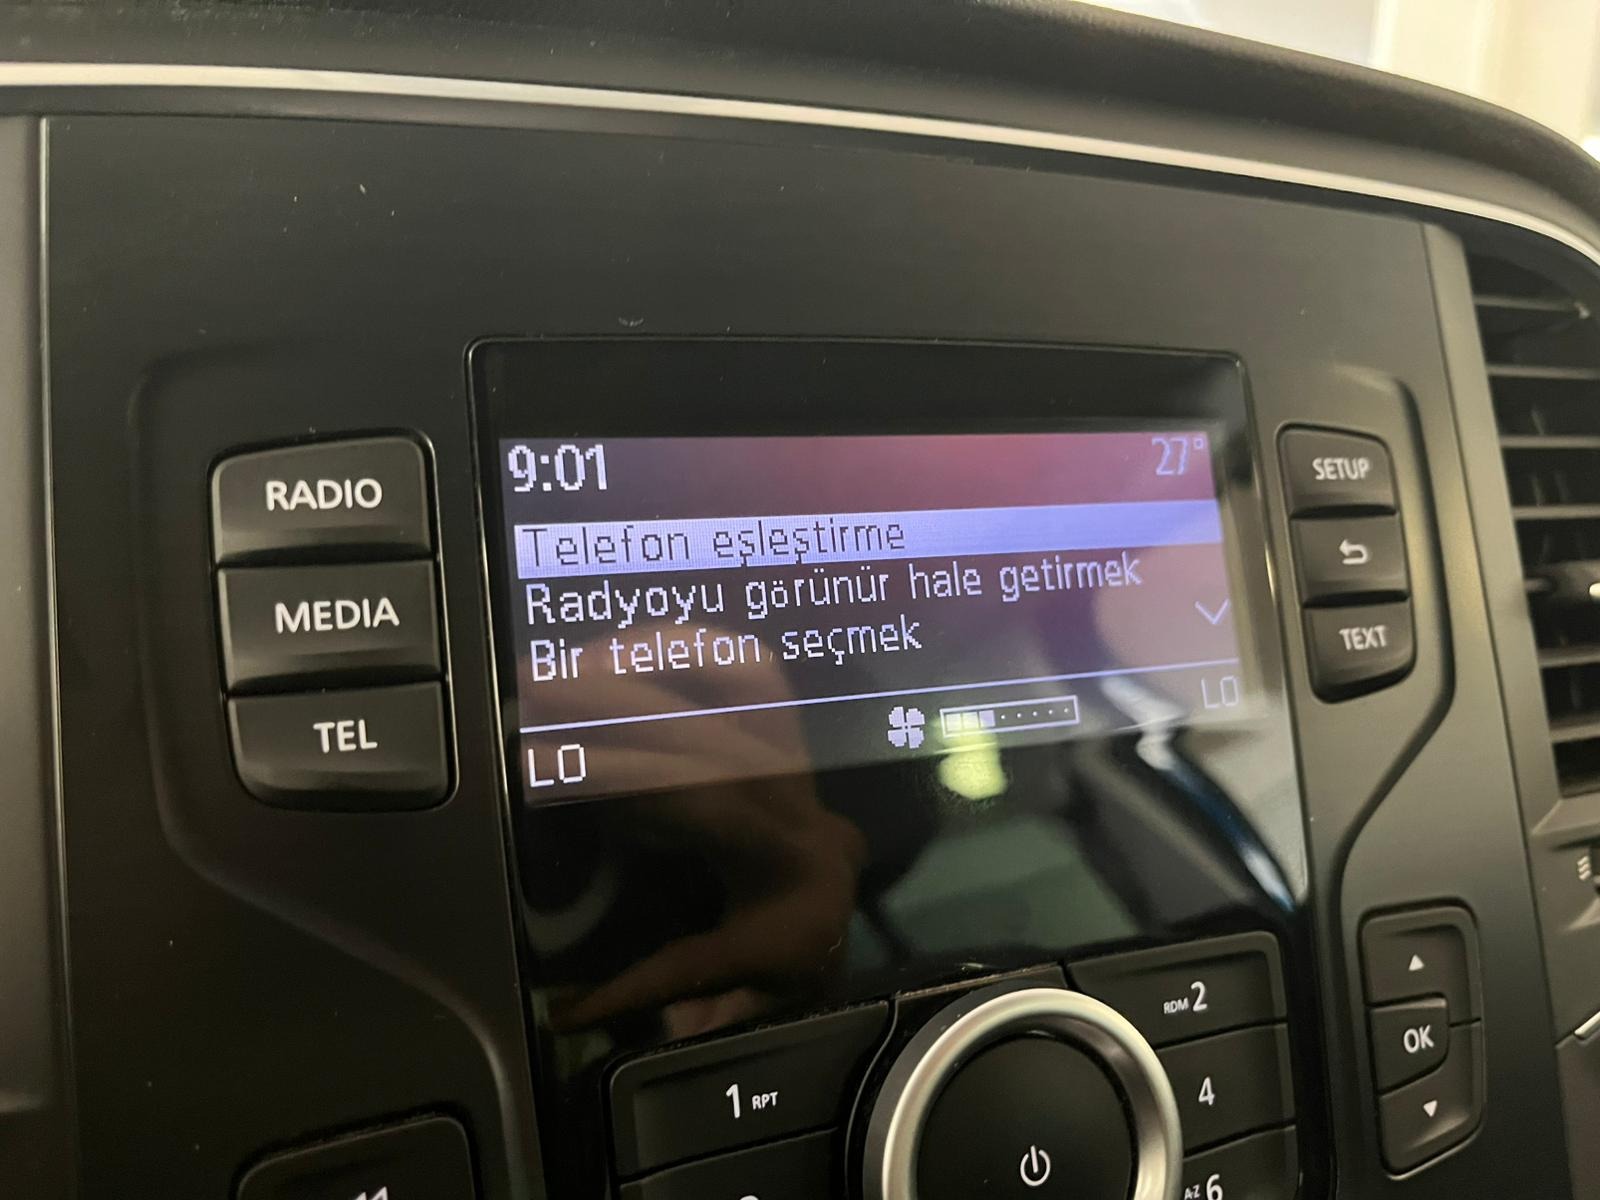 9:01 27°
Telefon eşleştirme
Radyoyu görünür hale getirmek
Bir telefon seçmek
LO LO
RADIO
MEDIA
TEL
SETUP
TEXT
RDM 2
1 RPT
4
A-Z 6
OK